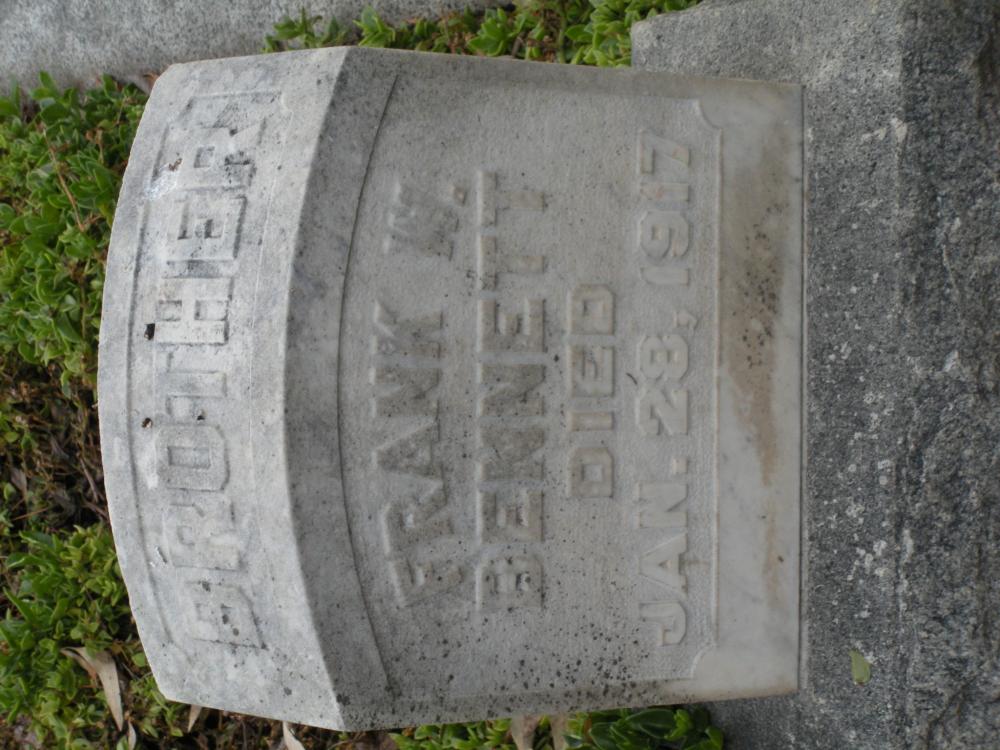 BROTHER
FRANK
BENNETT
DIED
JAN. 28, 1917